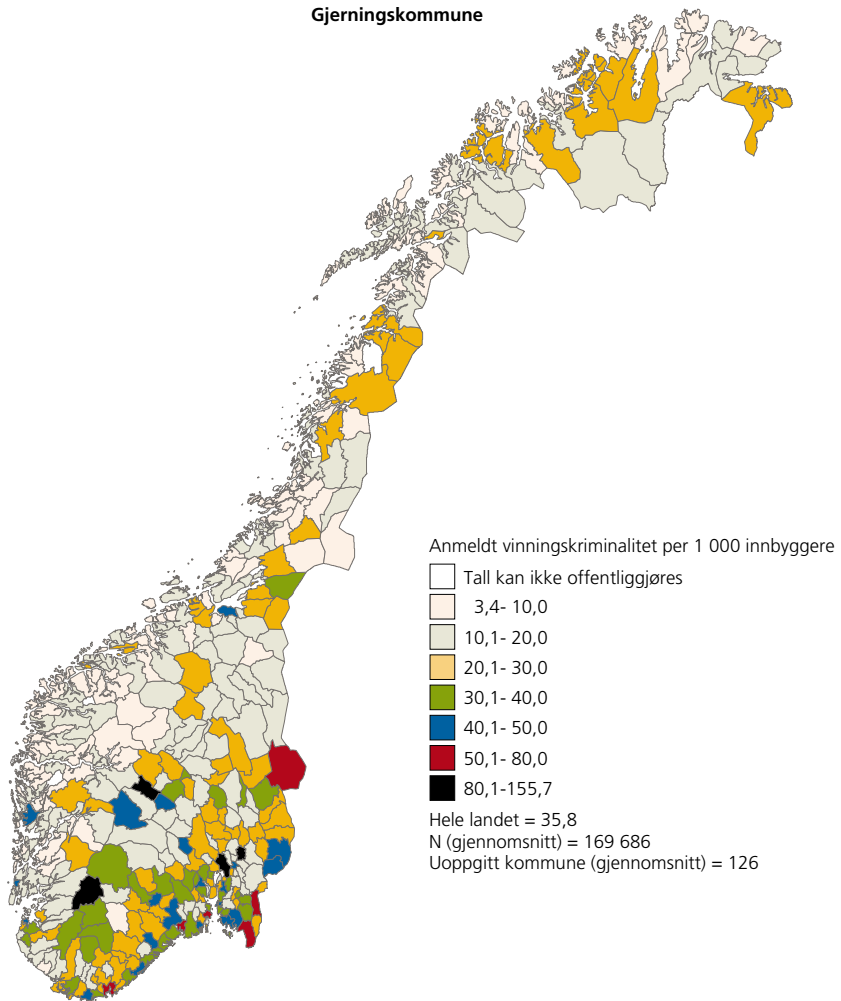 Gjerningskommune
Anmeldt vinningskriminalitet per 1 000 innbyggere
Tall kan ikke offentliggjøres
3,4- 10,0
10,1- 20,0
20,1- 30,0
30,1- 40,0
40,1- 50,0
50,1- 80,0
80,1-155,7
Hele landet = 35,8
N (gjennomsnitt) = 169 686
Uoppgitt kommune (gjennomsnitt) = 126